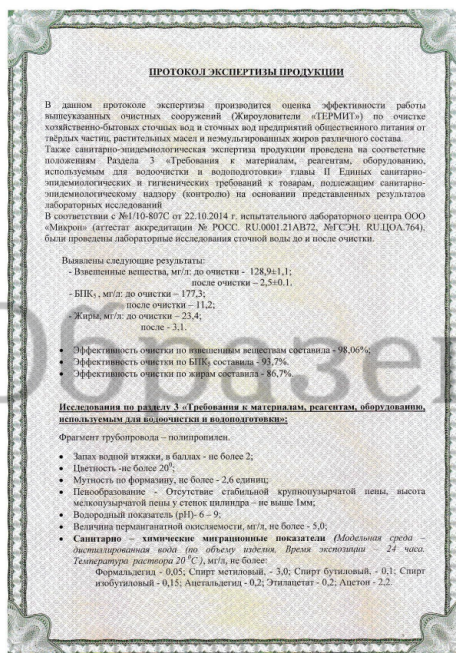 ПРОТОКОЛ ЭКСПЕРТИЗЫ ПРОДУКЦИИ
В данном протоколе экспертизы производится оценка эффективности работы
вышеуказанных очистных сооружений (Жироуловители «ТЕРМИТ») по очистке
хозяйственно-бытовых сточных вод и сточных вод предприятий общественного питания от
твёрдых частиц, растительных масел и неэмульгированных жиров различного состава.
Также санитарно-эпидемиологическая экспертиза продукции проведена на соответствие
положениям Раздела 3 «Требования к материалам, реагентам, оборудованию,
используемым для водоочистки и водоподготовки» главы II Единых санитарно-
эпидемиологических и гигиенических требований к товарам, подлежащим санитарно-
эпидемиологическому надзору (контролю) на основании представленных результатов
лабораторных исследований
В соответствии с №1/10-807С от 22.10.2014 г. испытательного лабораторного центра ООО
«Микрон» (аттестат аккредитации № РОСС. RU.0001.21АВ72, №ГСЭН. RU.ЦОА.764),
были проведены лабораторные исследования сточной воды до и после очистки.
Выявлены следующие результаты:
- Взвешенные вещества, мг/л: до очистки - 128,9±1,1;
после очистки – 2,5±0.1.
- БПК5 , мг/л: до очистки – 177,3;
после очистки – 11,2;
- Жиры, мг/л: до очистки – 23,4;
после - 3,1.
• Эффективность очистки по взвешенным веществам составила - 98,06%;
• Эффективность очистки по БПК5 составила - 93,7%.
• Эффективность очистки по жирам составила - 86,7%.
Образец
Исследования по разделу 3 «Требования к материалам, реагентам, оборудованию,
используемым для водоочистки и водоподготовки»:
Фрагмент трубопровода – полипропилен.
• Запах водной втяжки, в баллах - не более 2;
• Цветность -не более 20⁰;
• Мутность по формазину, не более - 2,6 единиц;
• Пенообразование - Отсутствие стабильной крупнопузырчатой пены, высота
мелкопузырчатой пены у стенок цилиндра – не выше 1мм;
• Водородный показатель (рН)- 6 – 9;
• Величина перманганатной окисляемости, мг/л, не более - 5,0;
• Санитарно – химические миграционные показатели (Модельная среда –
дистиллированная вода (по объему изделия. Время экспозиции 24 часа.
Температура раствора 20 ⁰С), мг/л, не более:
Формальдегид - 0,05; Спирт метиловый, - 3,0; Спирт бутиловый, - 0,1; Спирт
изобутиловый - 0,15; Ацетальдегид - 0,2; Этилацетат - 0,2; Ацетон - 2,2.